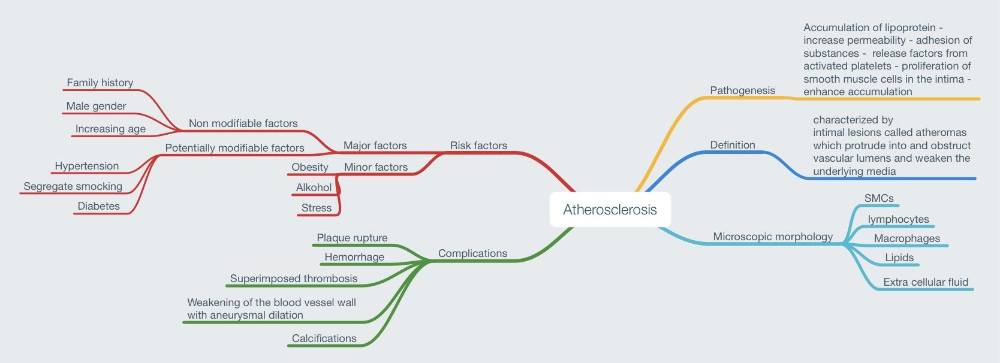 Atherosclerosis
Pathogenesis
Accumulation of lipoprotein -
increase permeability - adhesion of
substances -  release factors from
activated platelets - proliferation of
smooth muscle cells in the intima -
enhance accumulation
Definition
characterized by
intimal lesions called atheromas
which protrude into and obstruct
vascular lumens and weaken the
underlying media
Microscopic morphology
SMCs
lymphocytes
Macrophages
Lipids
Extra cellular fluid
Risk factors
Major factors
Non modifiable factors
Family history
Male gender
Increasing age
Potentially modifiable factors
Hypertension
Segregate smocking
Diabetes
Minor factors
Obesity
Alkohol
Stress
Complications
Plaque rupture
Hemorrhage
Superimposed thrombosis
Weakening of the blood vessel wall
with aneurysmal dilation
Calcifications